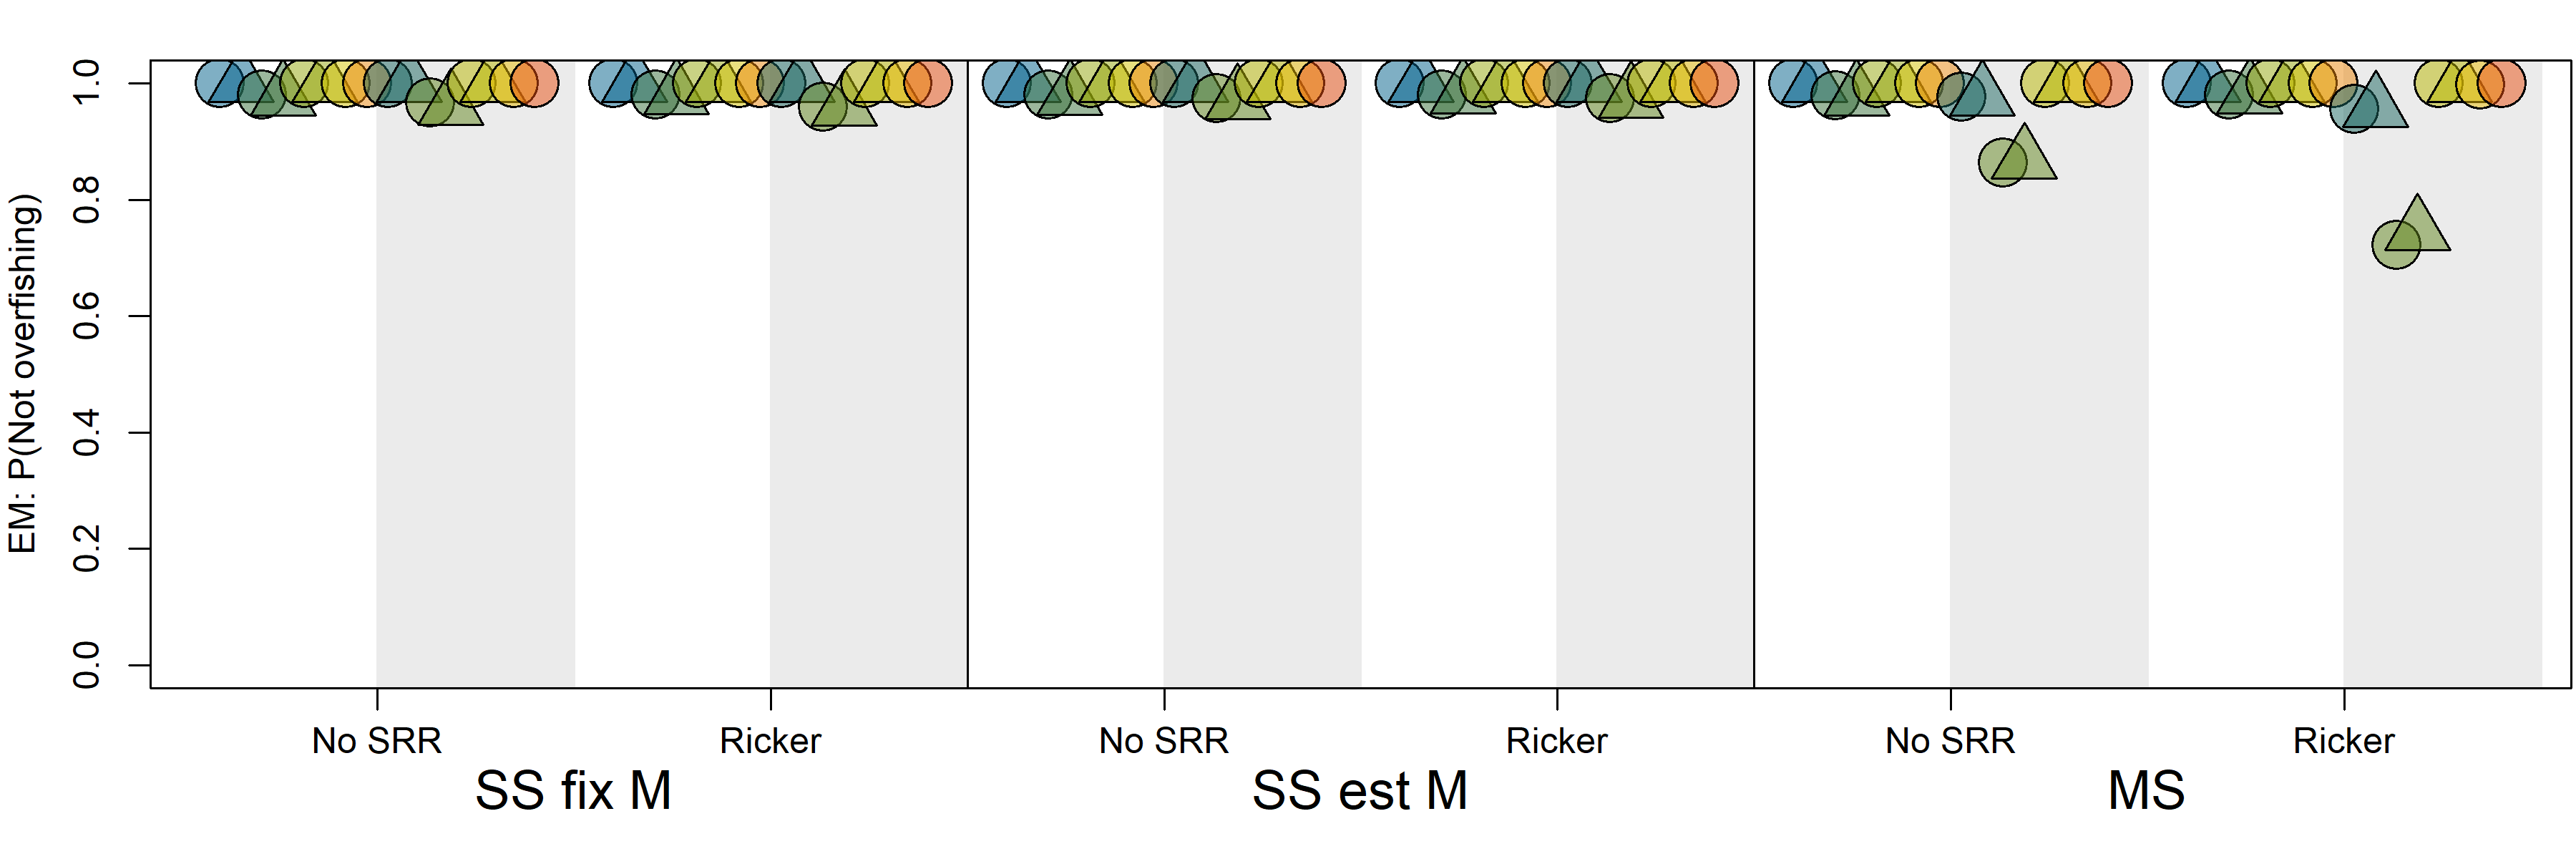 EM: P(Not overfishing)
1.0
0.8
0.6
0.4
0.2
0.0
No SRR Ricker No SRR Ricker No SRR Ricker
SS fix M SS est M MS